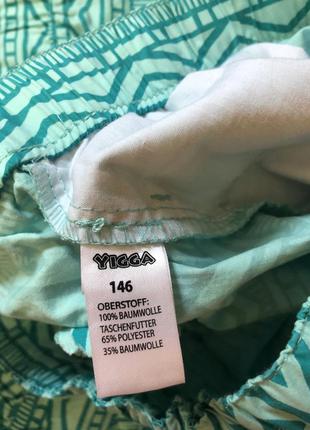 YIGGA
146
OBERSTOFF:
100% BAUMWOLLE
TASCHENFUTTER
65% POLYESTER
35% BAUMWOLLE